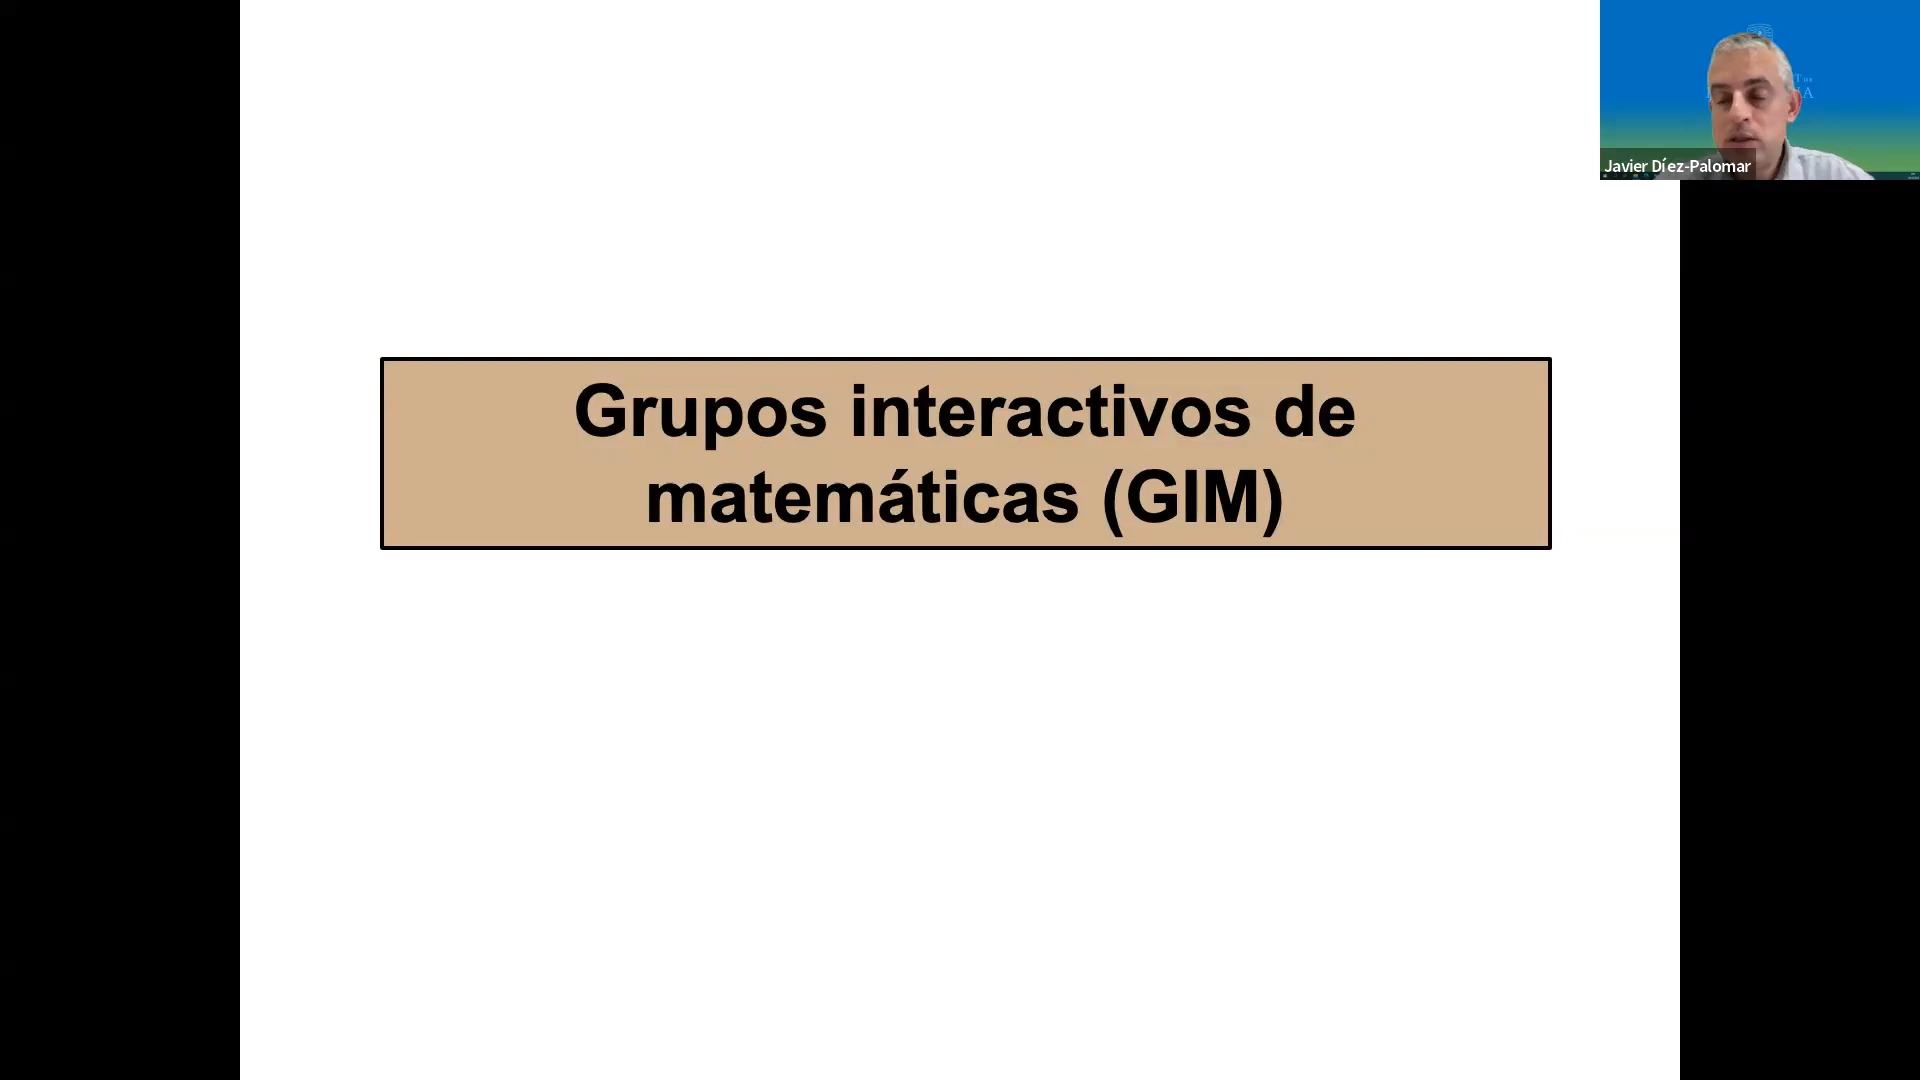 Grupos interactivos de
matemáticas (GIM)
Javier Díez-Palomar